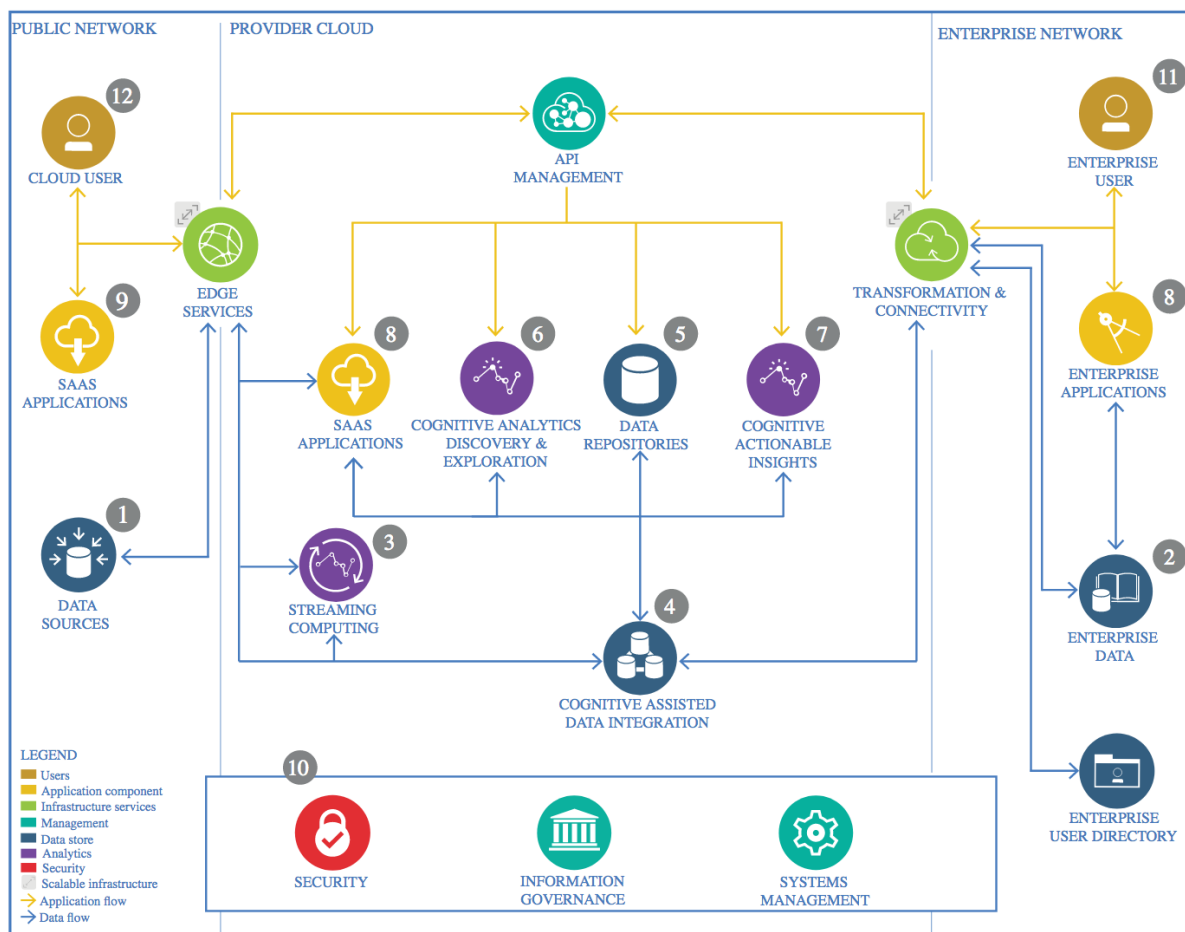 PUBLIC NETWORK
PROVIDER CLOUD
ENTERPRISE NETWORK
12
CLOUD USER
API
MANAGEMENT
11
ENTERPRISE
USER
EDGE
SERVICES
TRANSFORMATION &
CONNECTIVITY
9
SAAS
APPLICATIONS
8
SAAS
APPLICATIONS
6
COGNITIVE ANALYTICS
DISCOVERY &
EXPLORATION
5
DATA
REPOSITORIES
7
COGNITIVE
ACTIONABLE
INSIGHTS
8
ENTERPRISE
APPLICATIONS
1
DATA
SOURCES
3
STREAMING
COMPUTING
4
COGNITIVE ASSISTED
DATA INTEGRATION
2
ENTERPRISE
DATA
ENTERPRISE
USER DIRECTORY
LEGEND
Users
Application component
Infrastructure services
Management
Data store
Analytics
Security
Scalable infrastructure
Application flow
Data flow
10
SECURITY
INFORMATION
GOVERNANCE
SYSTEMS
MANAGEMENT